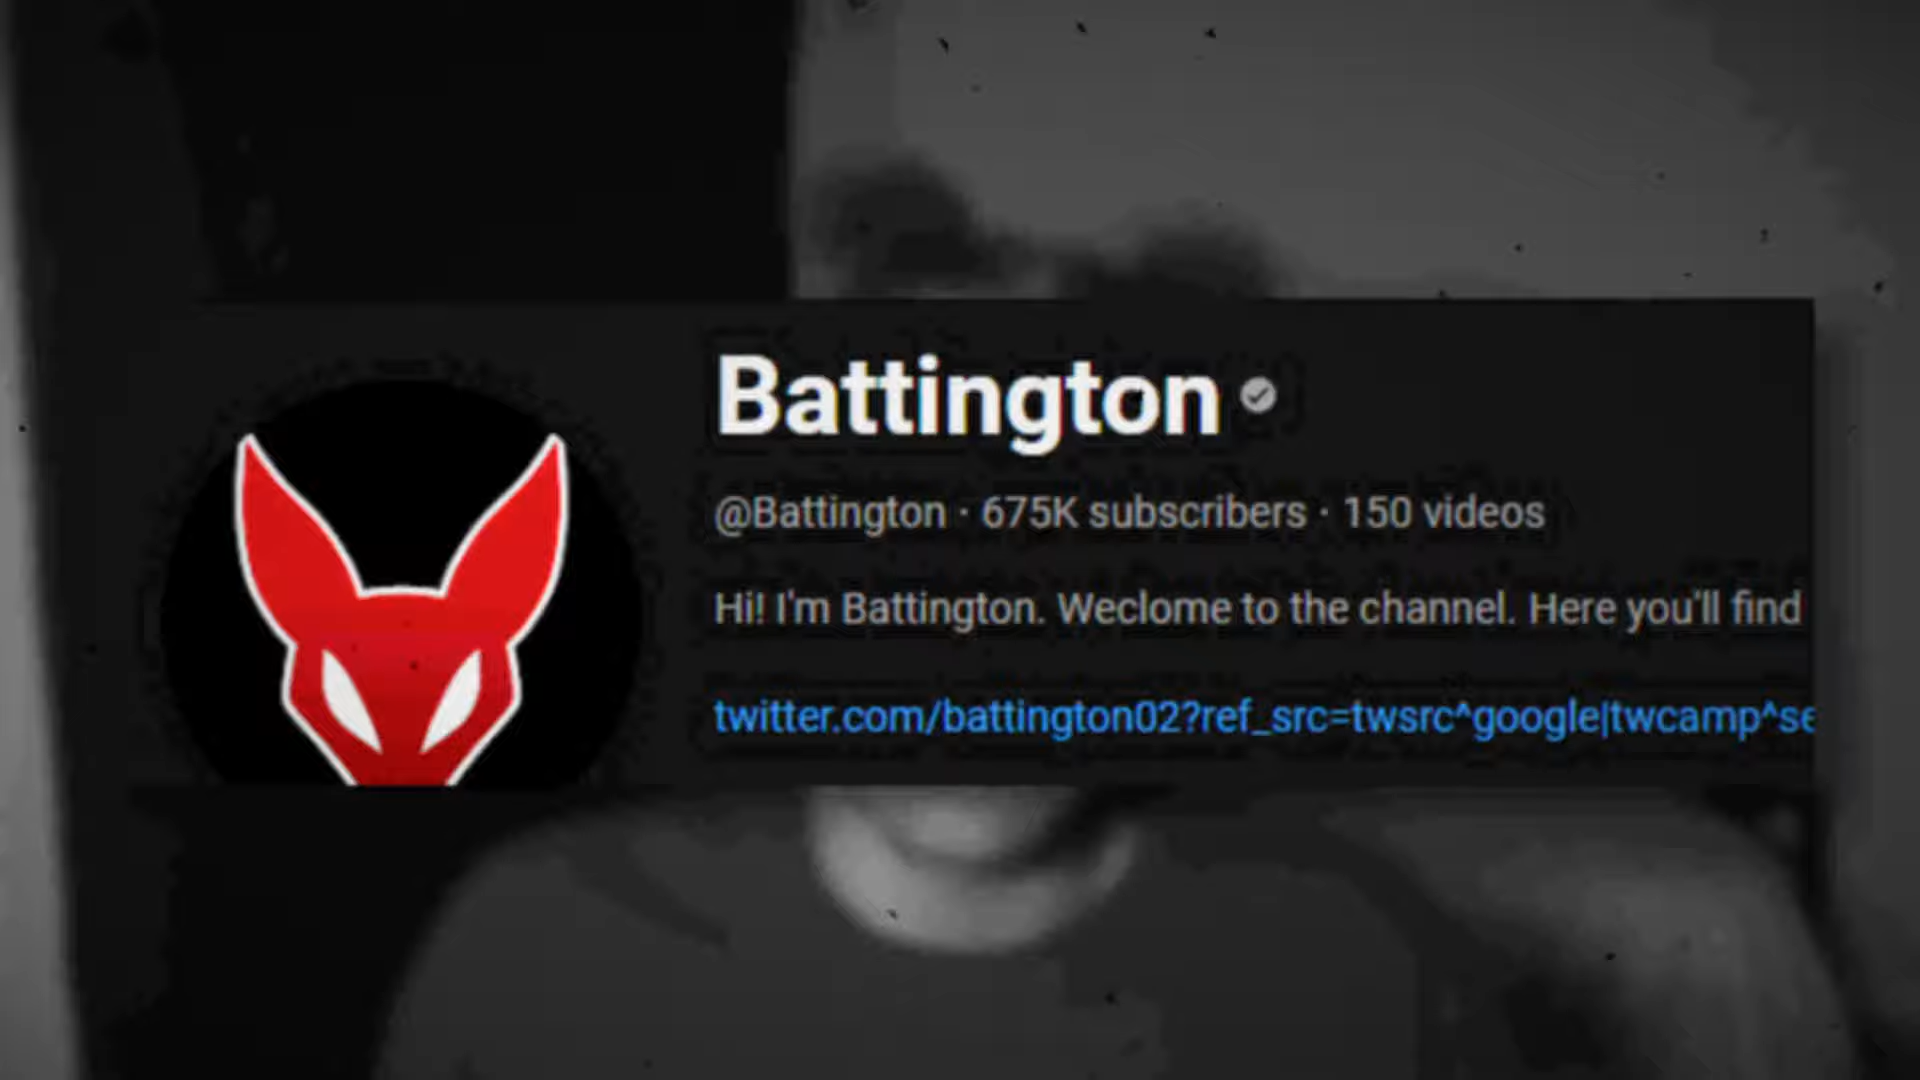 Battington
@Battington · 675K subscribers · 150 videos
Hi! I'm Battington. Weclome to the channel. Here you'll find
twitter.com/battington02?ref_src=twsrc^google|twcamp^se